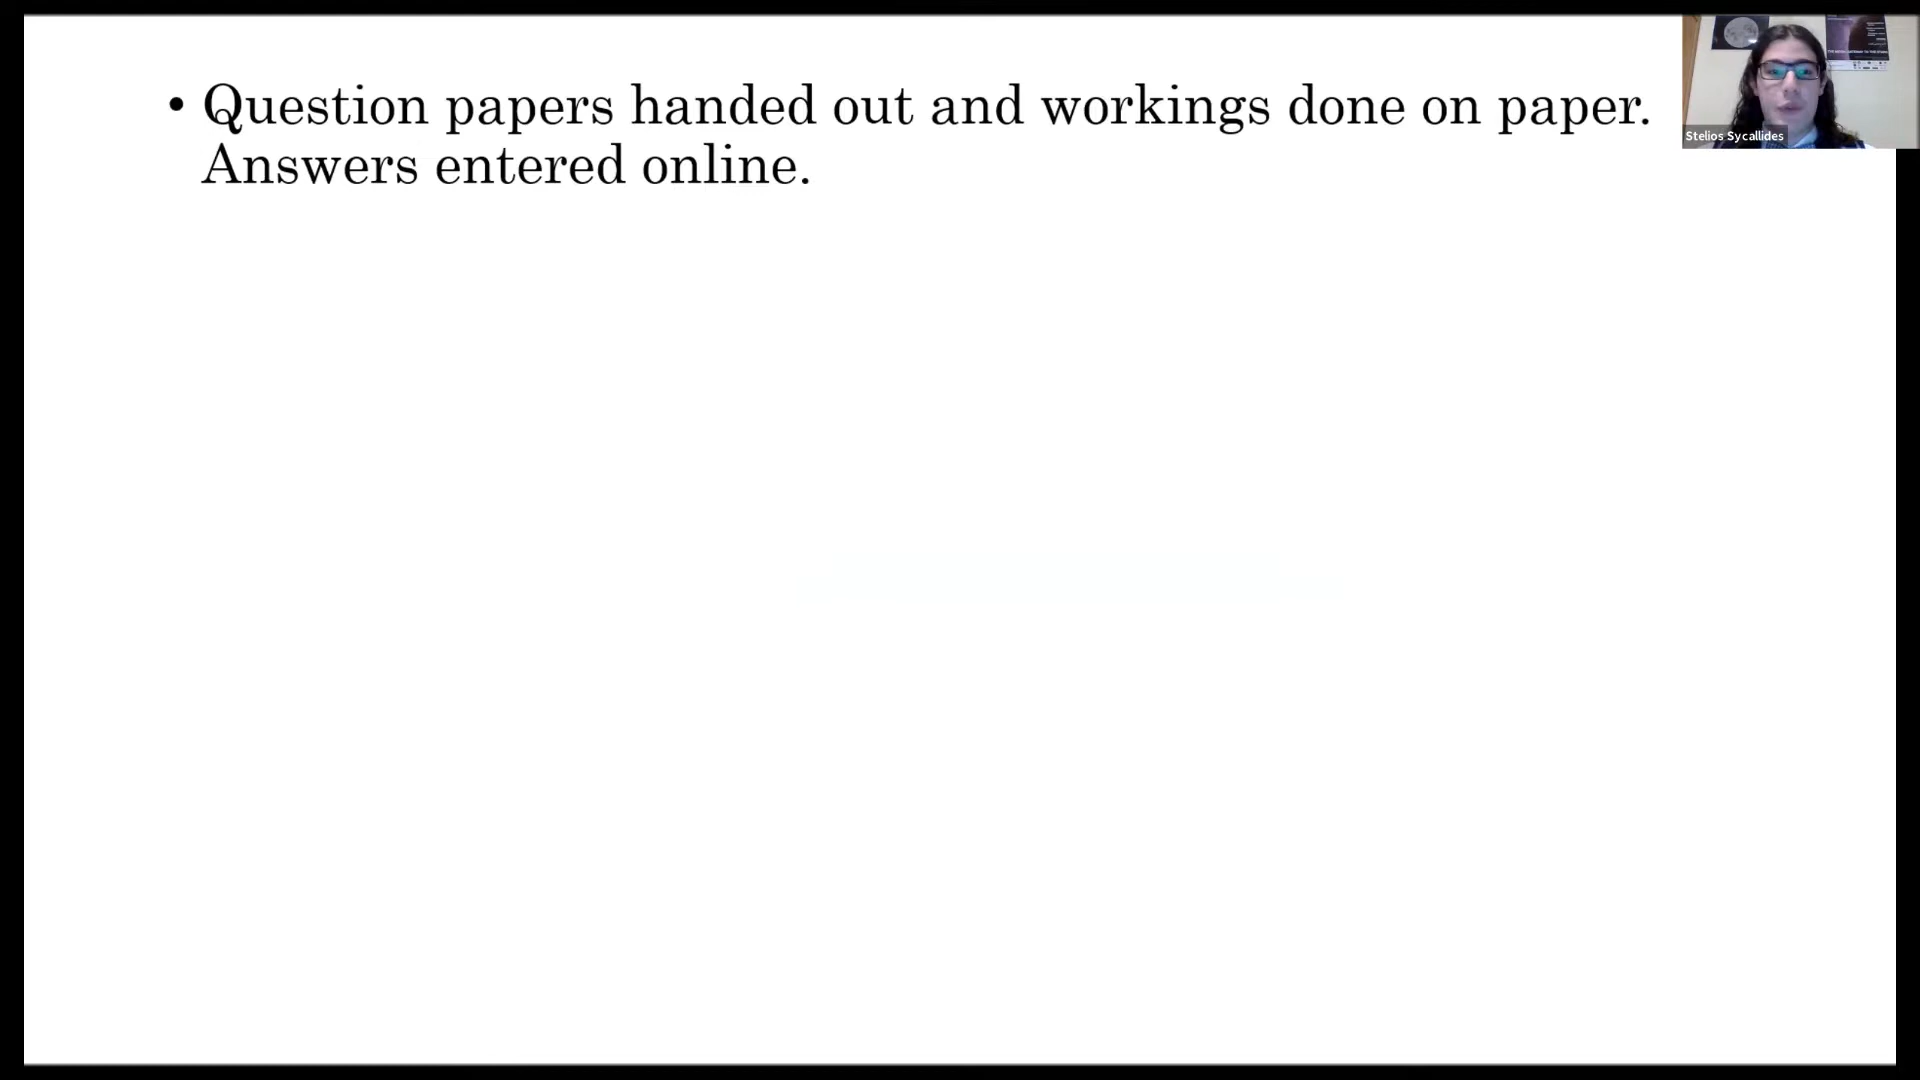 • Question papers handed out and workings done on paper.
Answers entered online.
Stelios Sycallides